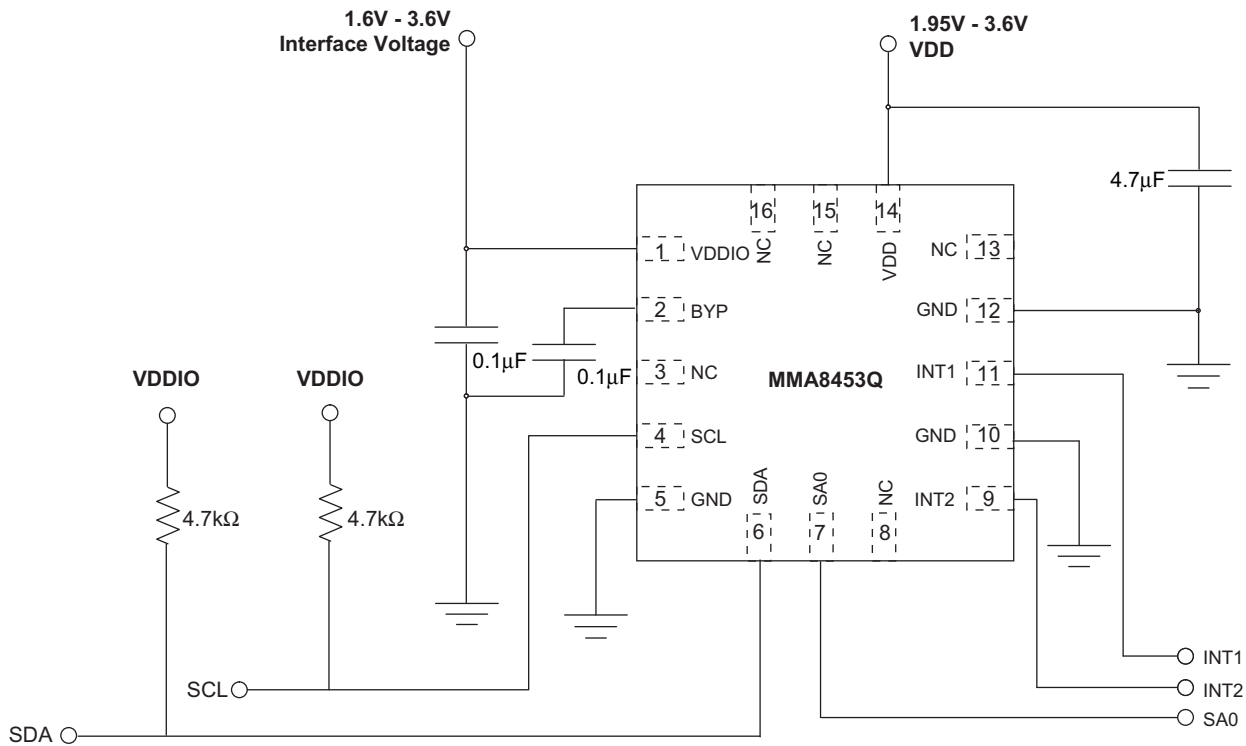 1.6V - 3.6V
Interface Voltage
1.95V - 3.6V
VDD
4.7µF
16
15
14
NC
NC
VDD
1
VDDIO
NC
13
2
BYP
GND
12
0.1µF
0.1µF
3
NC
MMA8453Q
INT1
11
VDDIO
VDDIO
4
SCL
GND
10
5
GND
SDA
SA0
NC
INT2
9
6
7
8
4.7kΩ
4.7kΩ
INT1
SCL
INT2
SA0
SDA